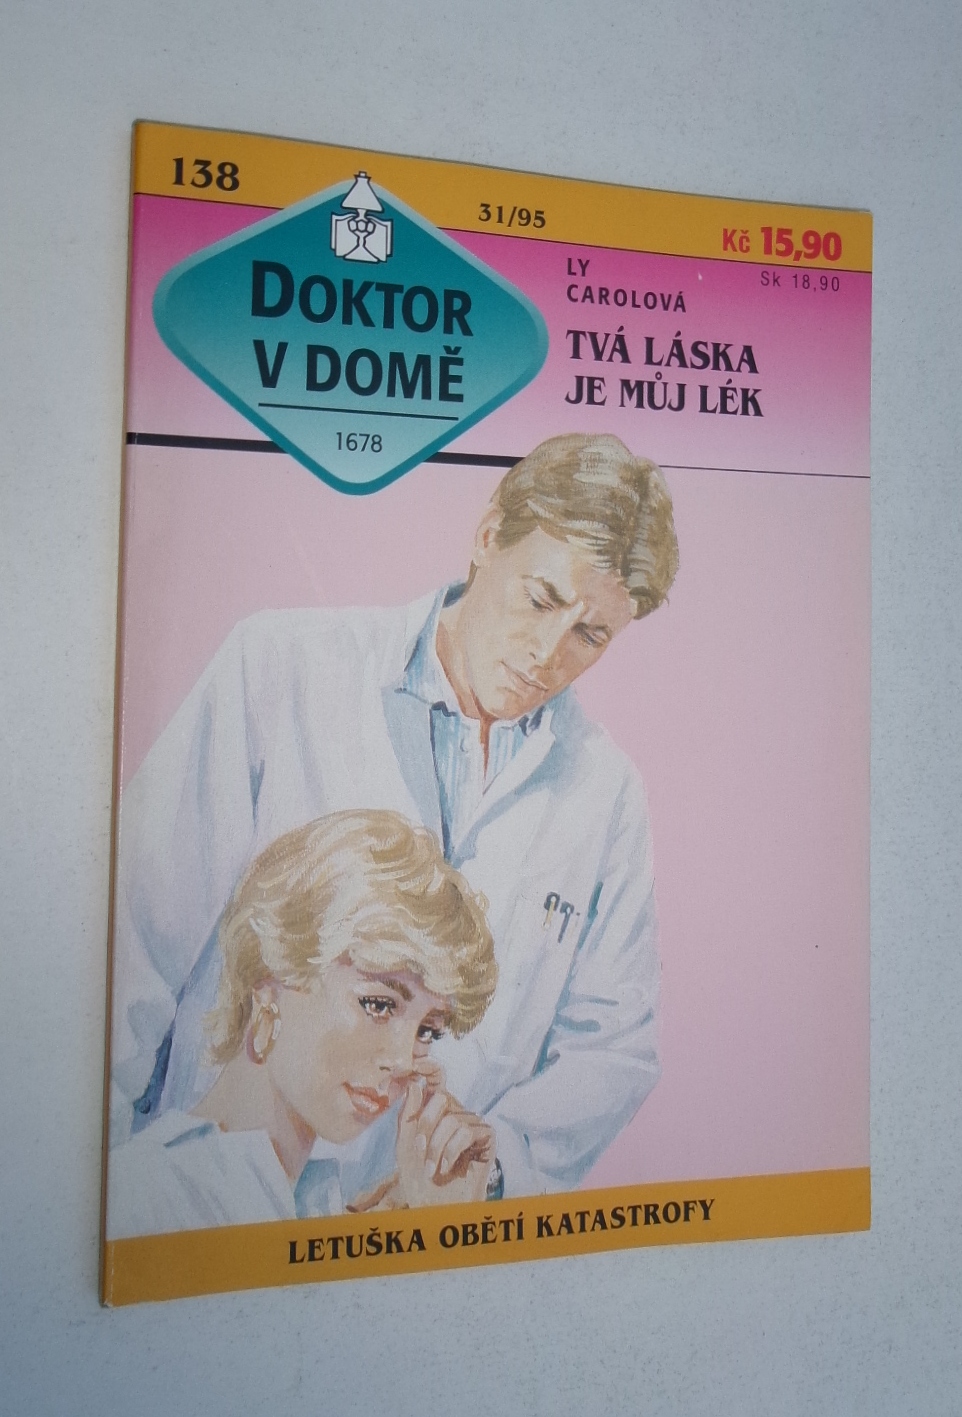 138
31/95
Kč 15,90
Sk 18,90
DOKTOR
V DOMĚ
1678
LY
CAROLOVÁ
TVÁ LÁSKA
JE MŮJ LÉK
LETUŠKA OBĚTÍ KATASTROFY